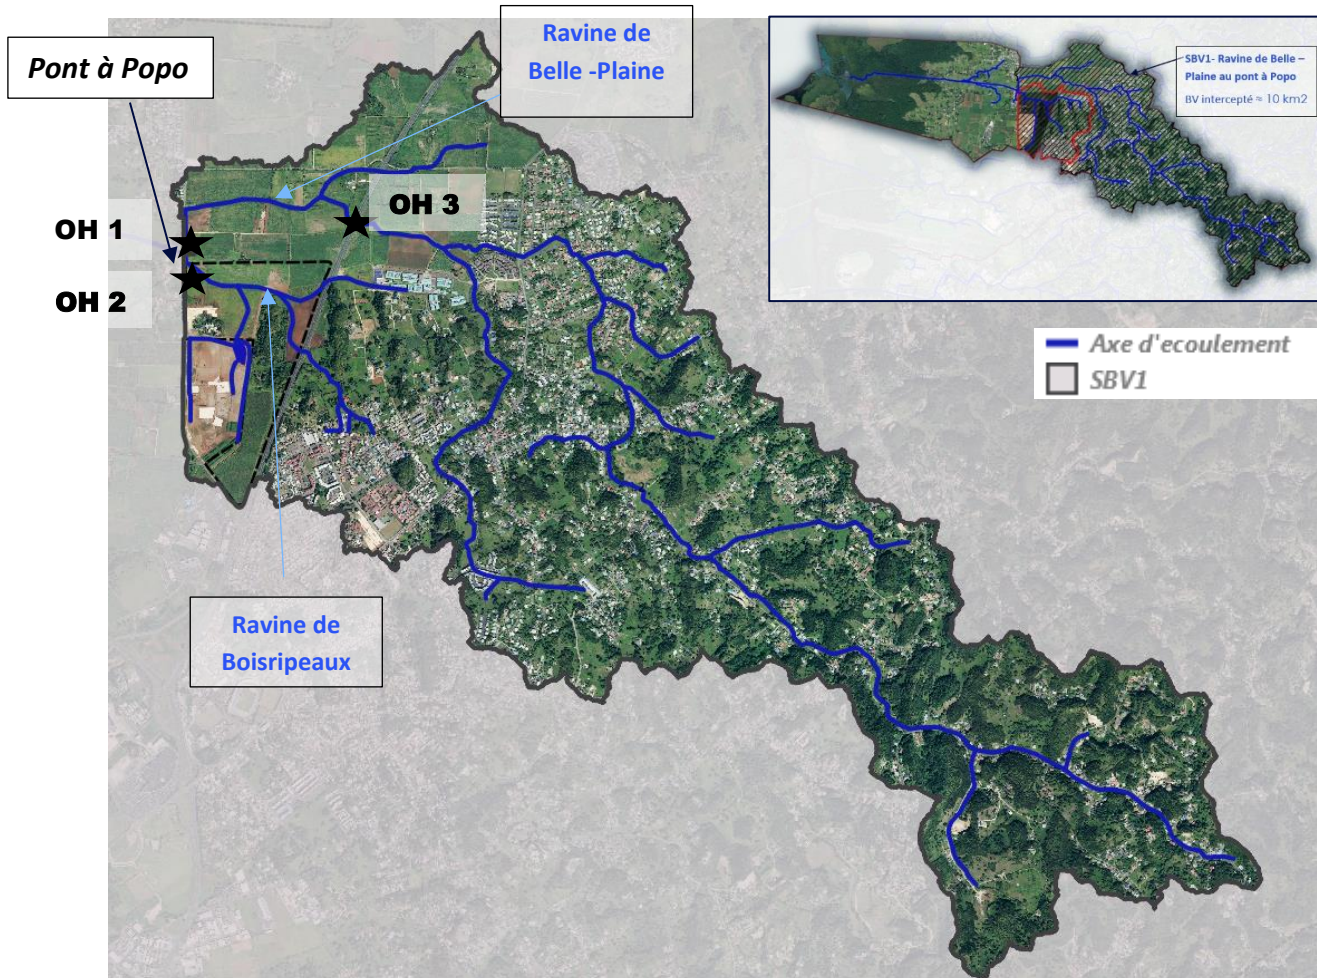 Ravine de
Belle -Plaine
Pont à Popo
SBV1- Ravine de Belle –
Plaine au pont à Popo
BV intercepté ≈ 10 km2
OH 3
OH 1
OH 2
Axe d'ecoulement
SBV1
Ravine de
Boisripeaux